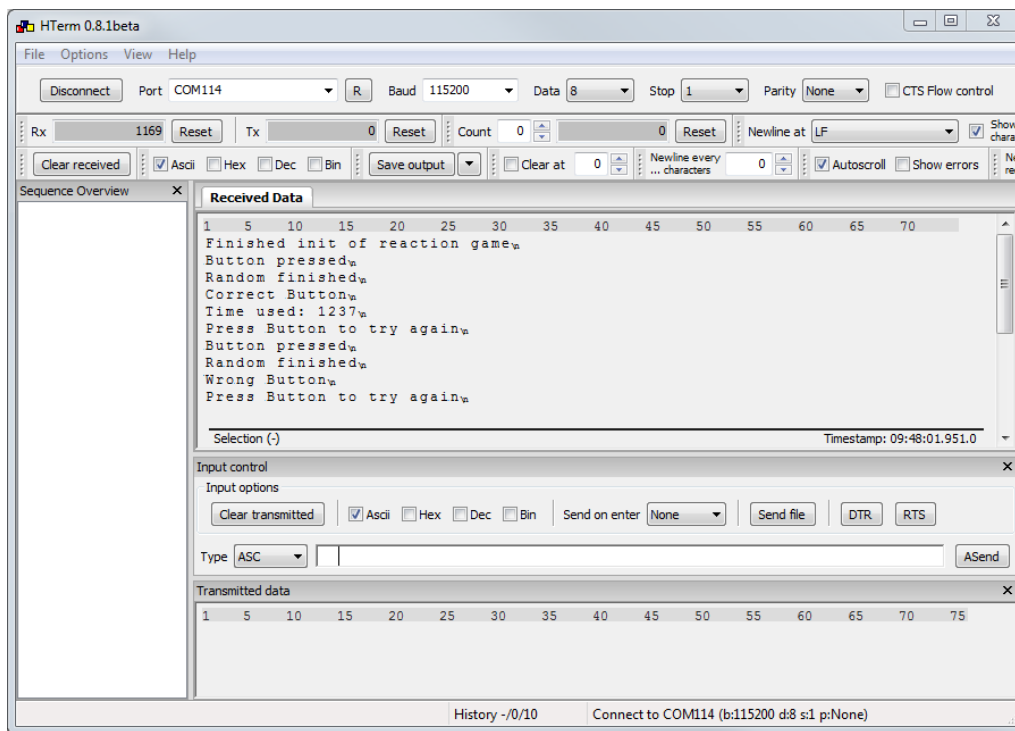 HTerm 0.8.1beta
File Options View Help
Disconnect Port COM114 R Baud 115200 Data 8 Stop 1 Parity None CTS Flow control
Rx 1169 Reset Tx 0 Reset Count 0 0 Reset Newline at LF Show
Clear received Ascii Hex Dec Bin Save output Clear at 0 Newline every ... characters 0 Autoscroll Show errors
Sequence Overview
Received Data
1 5 10 15 20 25 30 35 40 45 50 55 60 65 70
Finished init of reaction game\n
Button pressed\n
Random finished\n
Correct Button\n
Time used: 1237\n
Press Button to try again\n
Button pressed\n
Random finished\n
Wrong Button\n
Press Button to try again\n
Selection (-) Timestamp: 09:48:01.951.0
Input control
Input options
Clear transmitted Ascii Hex Dec Bin Send on enter None Send file DTR RTS
Type ASC ASend
Transmitted data
1 5 10 15 20 25 30 35 40 45 50 55 60 65 70 75
History -/0/10 Connect to COM114 (b:115200 d:8 s:1 p:None)